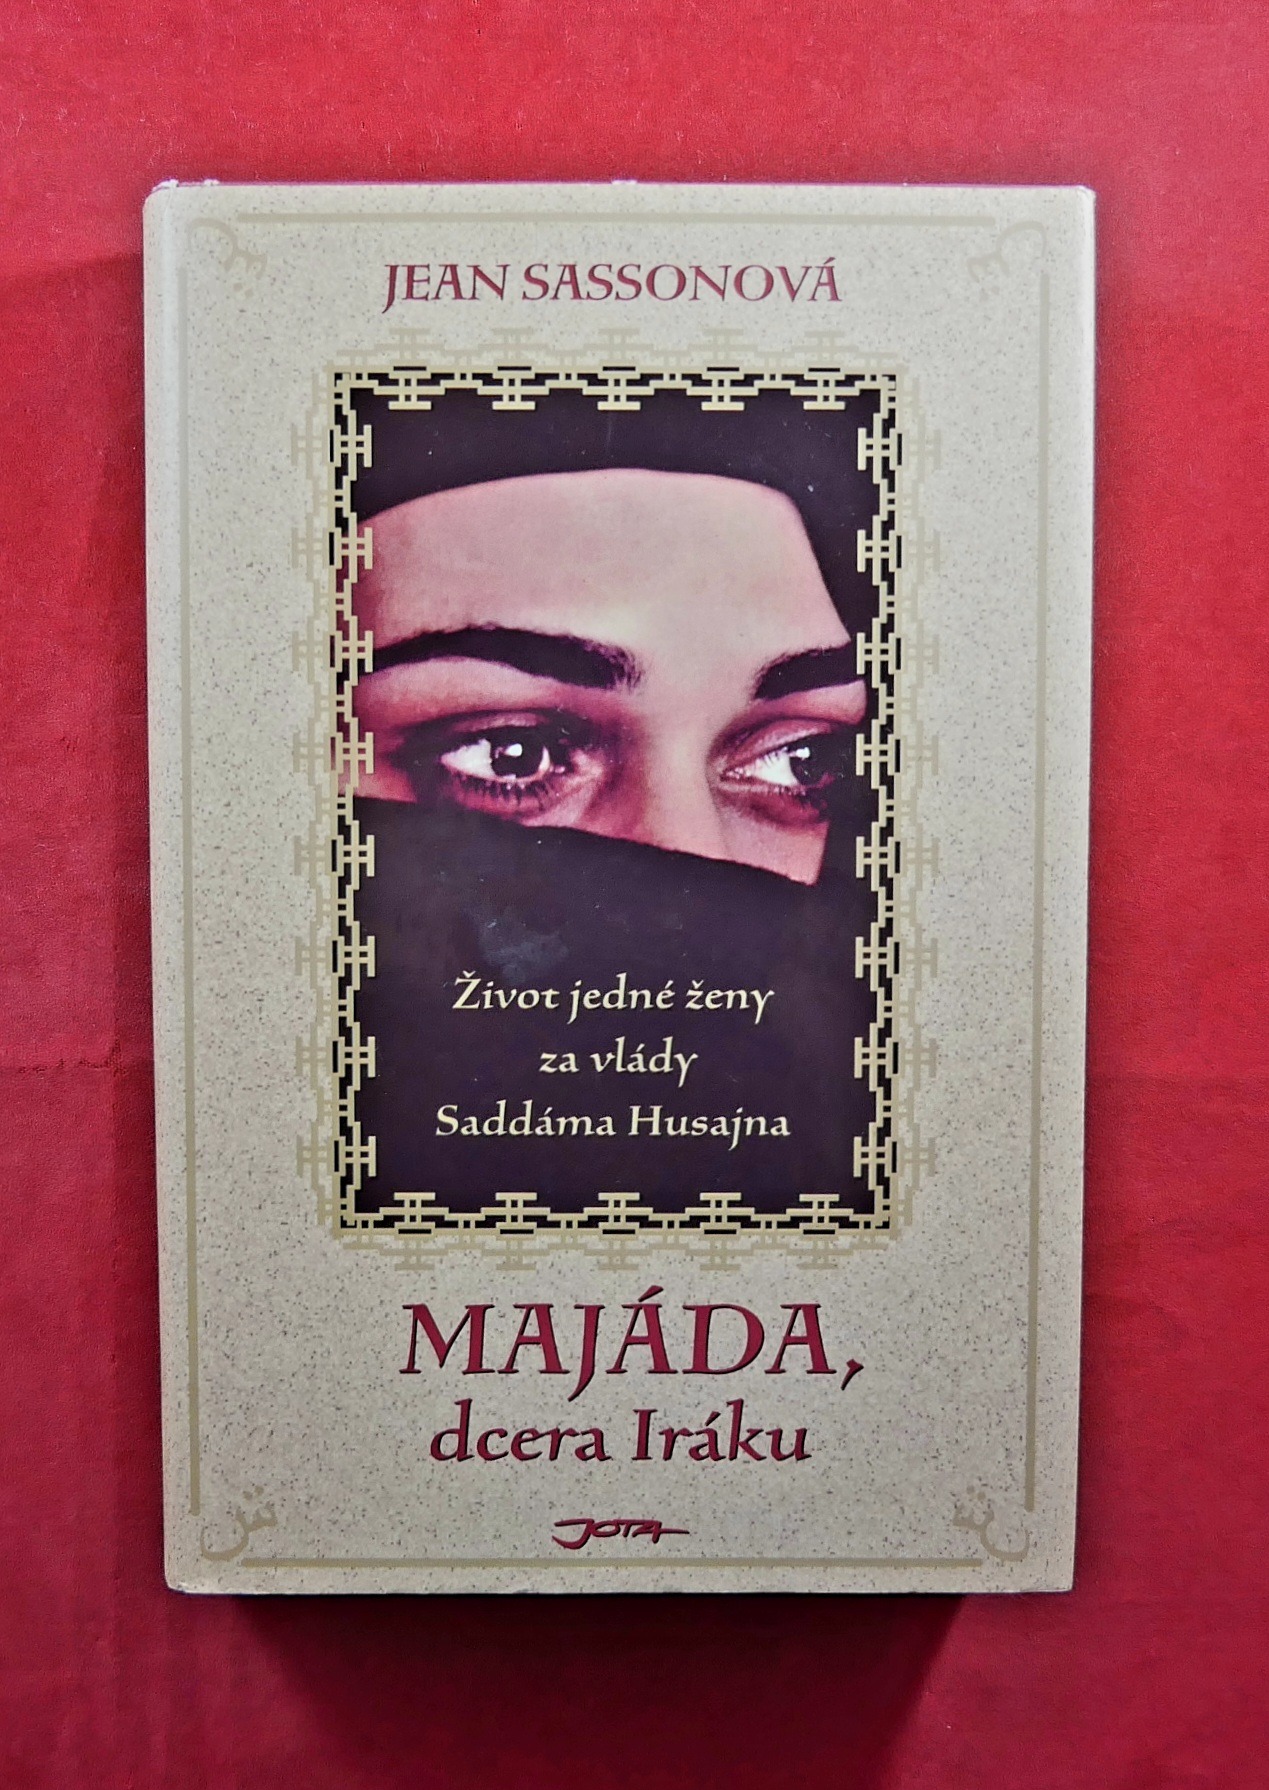 JEAN SASSONOVÁ
Život jedné ženy
za vlády
Saddáma Husajna
MAJÁDA,
dcera Iráku
JOTA